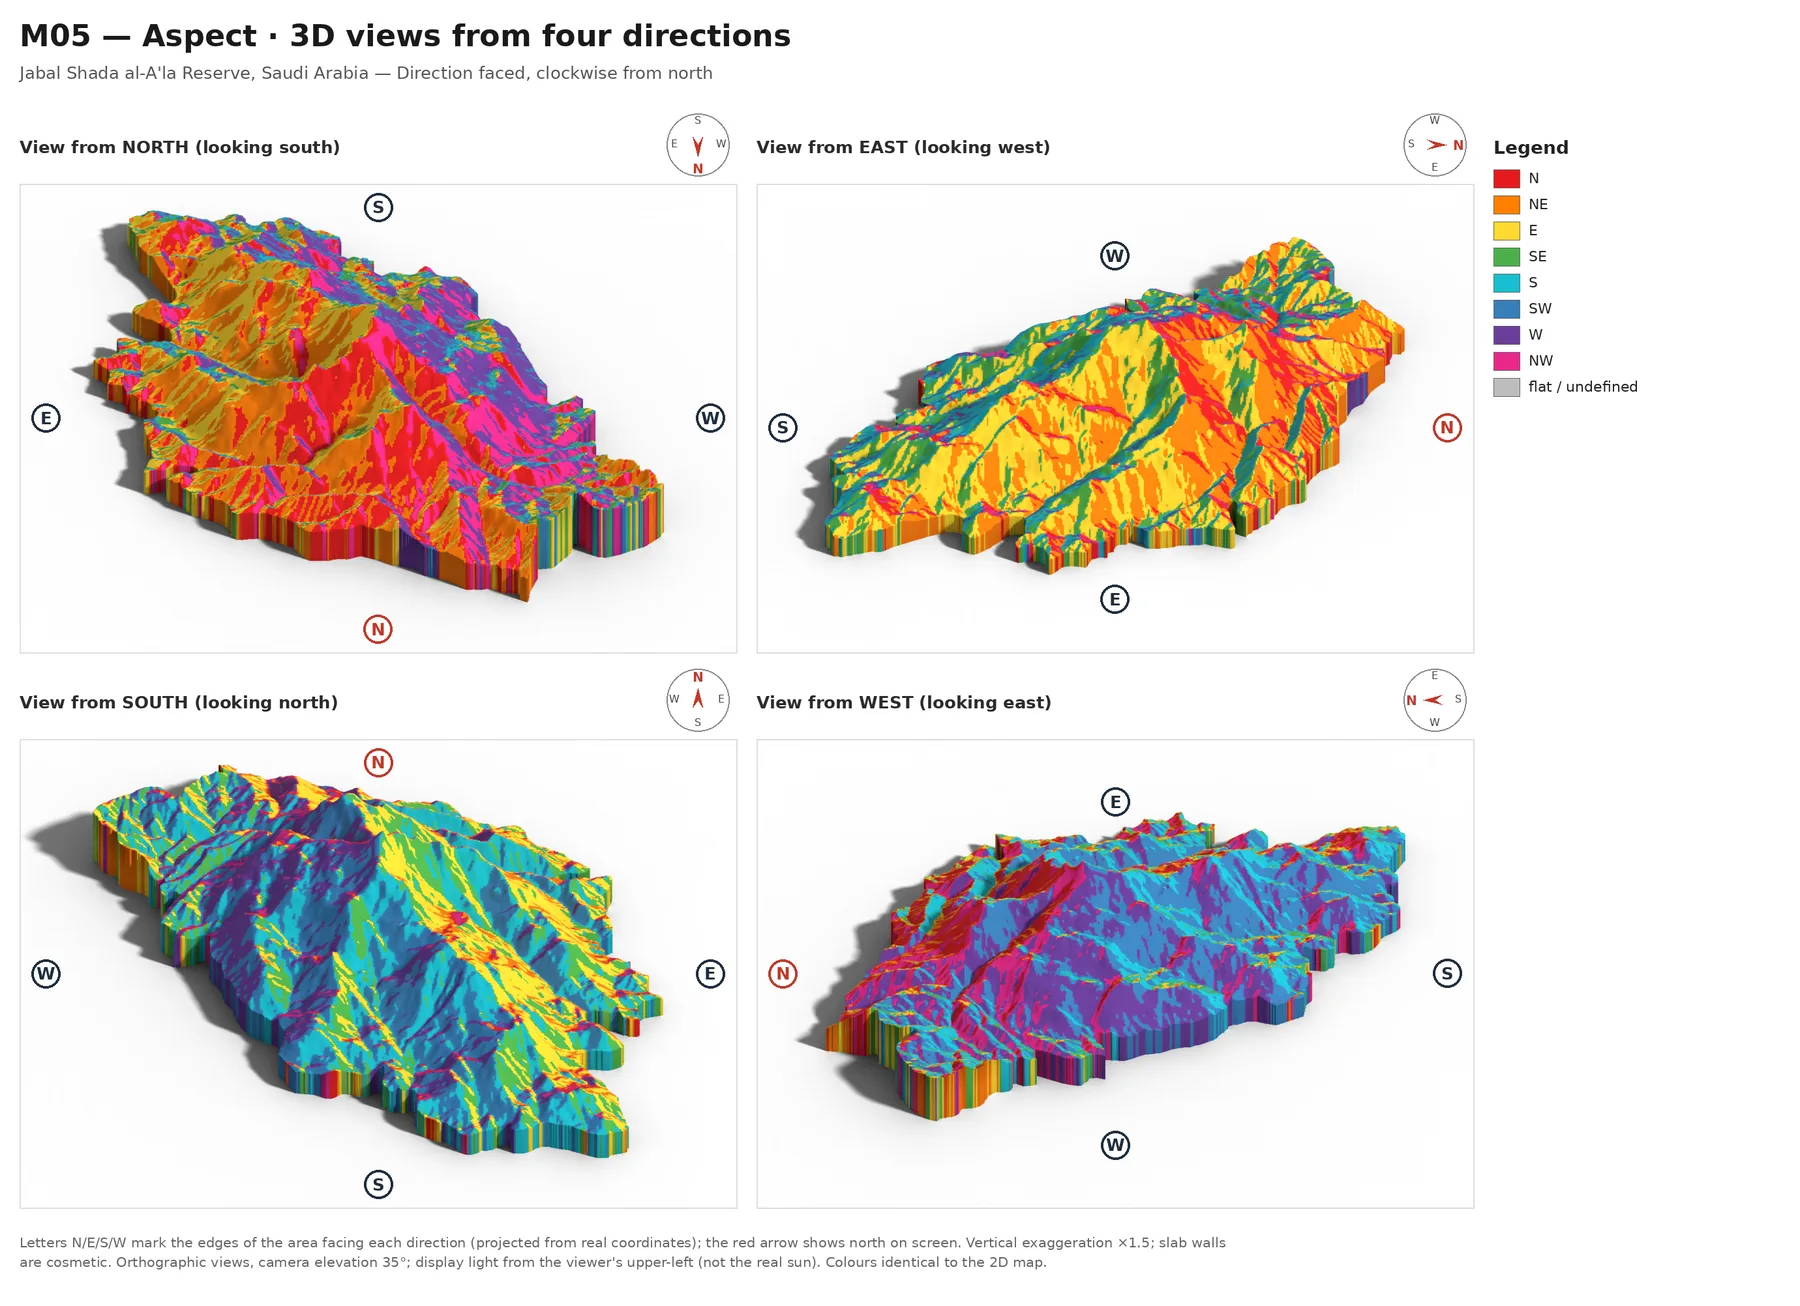 M05 — Aspect · 3D views from four directions
Jabal Shada al-A'la Reserve, Saudi Arabia — Direction faced, clockwise from north
View from NORTH (looking south)
S
E W
N
S
E
W
N
View from EAST (looking west)
W
S N
E
W
S
N
E
Legend
N
NE
E
SE
S
SW
W
NW
flat / undefined
View from SOUTH (looking north)
N
W E
S
N
W
E
S
View from WEST (looking east)
E
N S
W
E
N
S
W
Letters N/E/S/W mark the edges of the area facing each direction (projected from real coordinates); the red arrow shows north on screen. Vertical exaggeration ×1.5; slab walls
are cosmetic. Orthographic views, camera elevation 35°; display light from the viewer's upper-left (not the real sun). Colours identical to the 2D map.